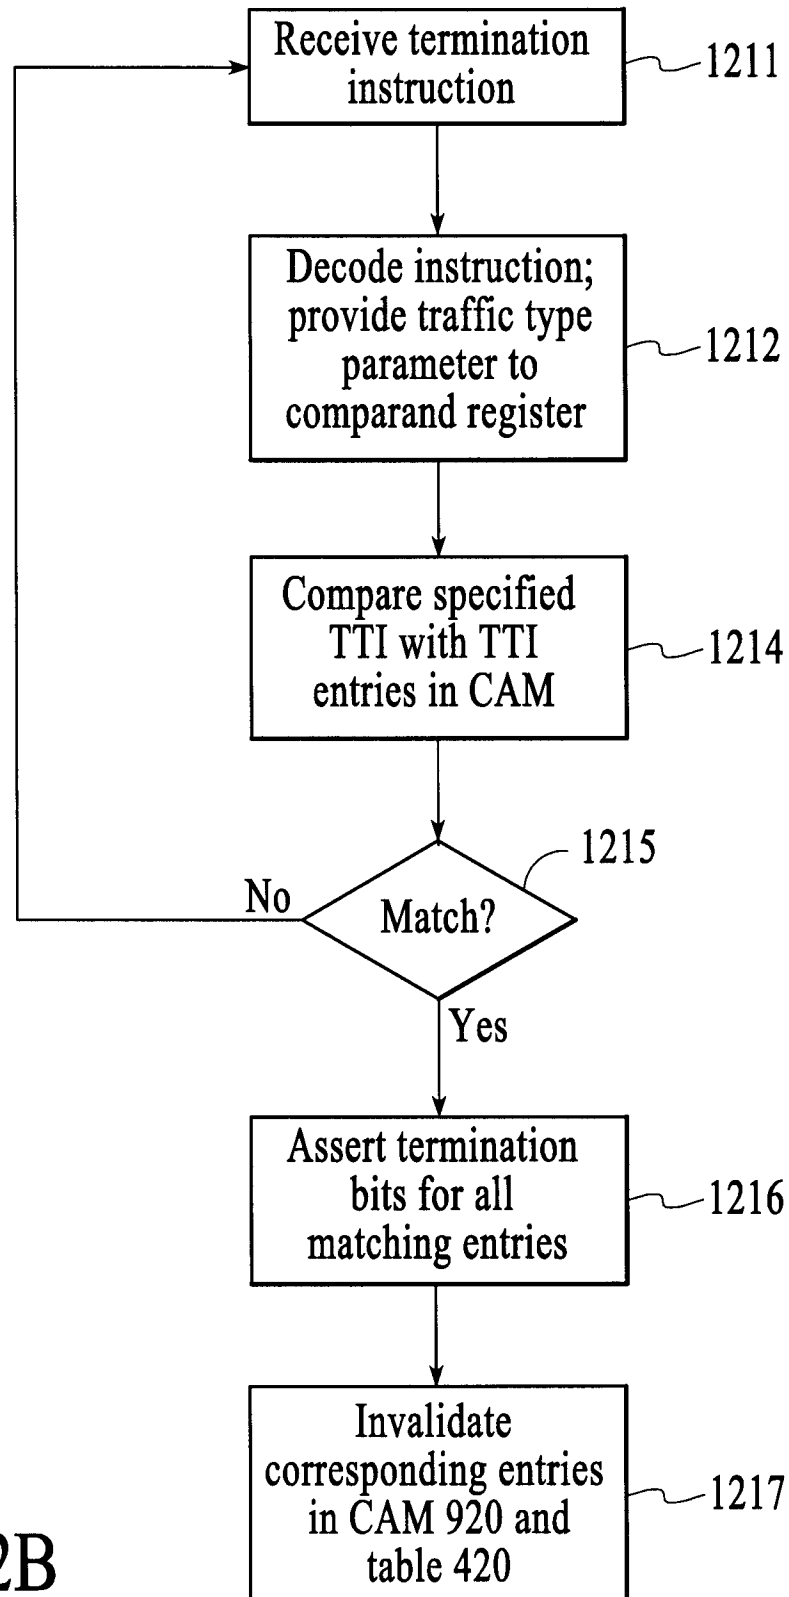 Receive termination
instruction
1211
Decode instruction;
provide traffic type
parameter to
comparand register
1212
Compare specified
TTI with TTI
entries in CAM
1214
1215
Match?
No
Yes
Assert termination
bits for all
matching entries
1216
Invalidate
corresponding entries
in CAM 920 and
table 420
1217
2B